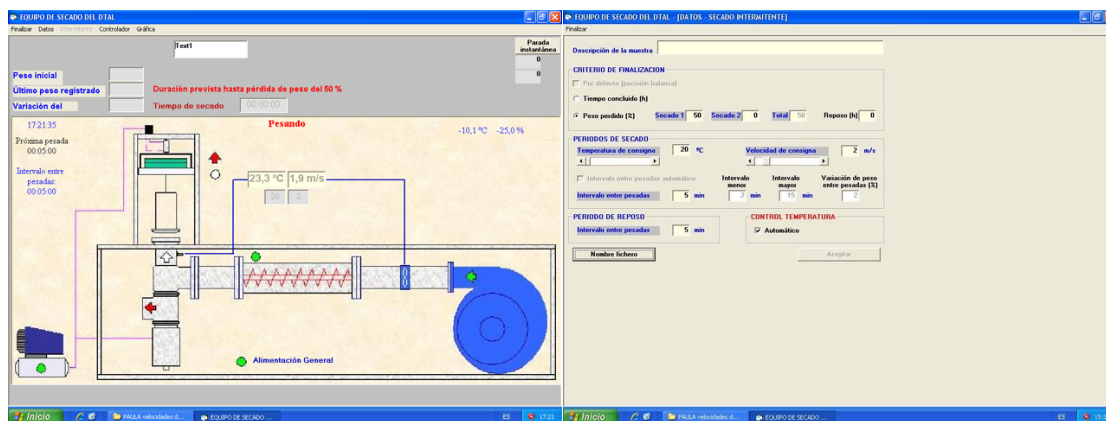 EQUIPO DE SECADO DEL DTAL
Finalizar Datos Intermitente Controlador Gráfica
Text1
Parada
instantánea
0
0
Peso inicial
Último peso registrado
Variación del
Duración prevista hasta pérdida de peso del 50 %
Tiempo de secado 00:00:00
17:21:35
Pesando
-10,1 ºC -25,0 %
Próxima pesada
00:05:00
Intervalo entre
pesadas:
00:05:00
23,3 ºC 1,9 m/s
20 2
Alimentación General
Inicio PAULA velocidades d... EQUIPO DE SECADO ... ES 17:21
EQUIPO DE SECADO DEL DTAL - [DATOS - SECADO INTERMITENTE]
Finalizar
Descripción de la muestra
CRITERIO DE FINALIZACION
Por defecto (precisión balanza)
Tiempo concluido (h)
Peso perdido (%) Secado 1 50 Secado 2 0 Total 50 Reposo (h) 0
PERIODOS DE SECADO
Temperatura de consigna 20 ºC Velocidad de consigna 2 m/s
Intervalo entre pesadas automático Intervalo menor Intervalo mayor Variación de peso entre pesadas (%)
Intervalo entre pesadas 5 min 2 min 15 min 2
PERIODO DE REPOSO
Intervalo entre pesadas 5 min
CONTROL TEMPERATURA
Automático
Nombre fichero Aceptar
Inicio PAULA velocidades d... EQUIPO DE SECADO ... ES